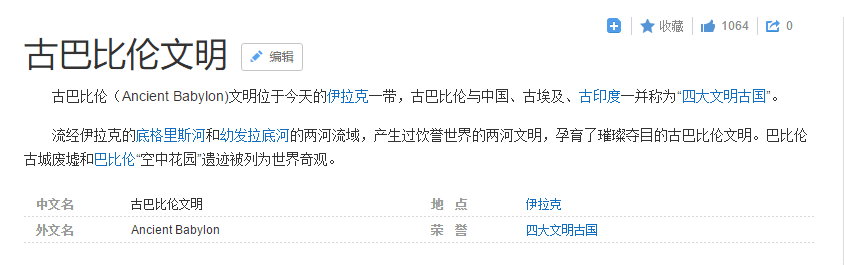 收藏 1064 0
古巴比伦文明 编辑
古巴比伦（Ancient Babylon)文明位于今天的伊拉克一带，古巴比伦与中国、古埃及、古印度一并称为“四大文明古国”。
流经伊拉克的底格里斯河和幼发拉底河的两河流域，产生过饮誉世界的两河文明，孕育了璀璨夺目的古巴比伦文明。巴比伦
古城废墟和巴比伦“空中花园”遗迹被列为世界奇观。
中文名 古巴比伦文明 地 点 伊拉克
外文名 Ancient Babylon 荣 誉 四大文明古国